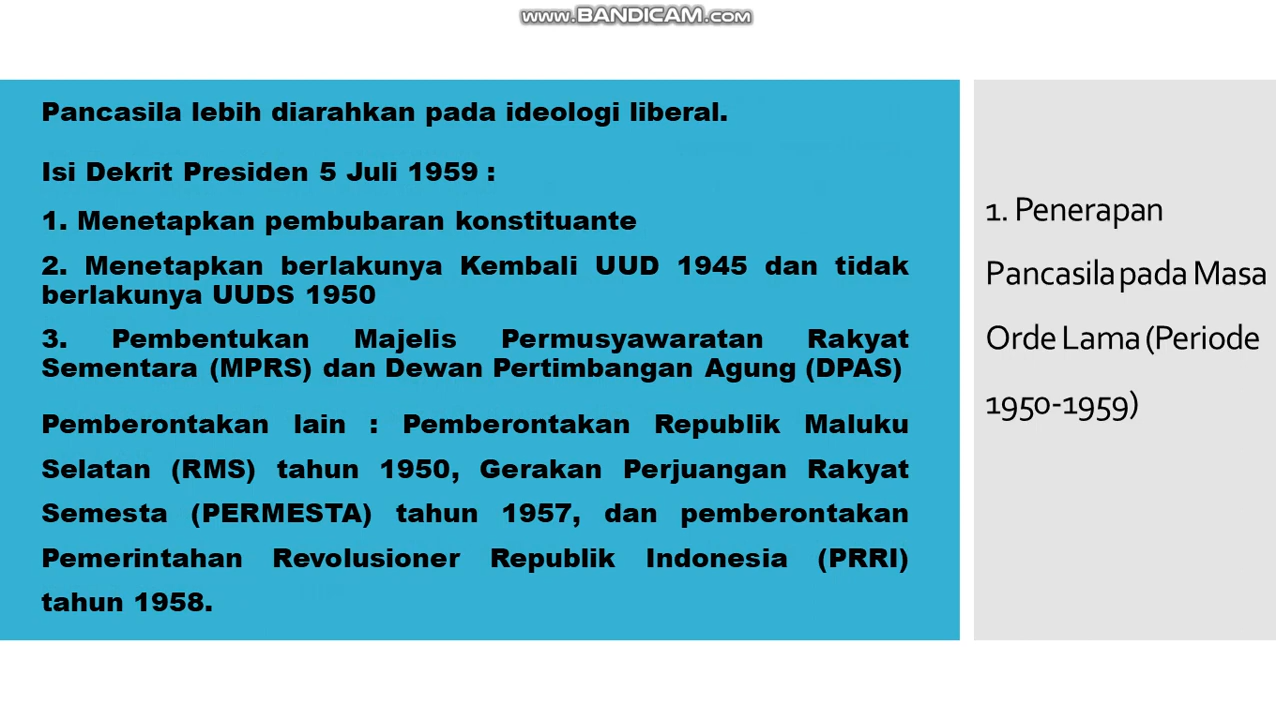 www.BANDICAM.com
Pancasila lebih diarahkan pada ideologi liberal.
Isi Dekrit Presiden 5 Juli 1959 :
1. Menetapkan pembubaran konstituante
2. Menetapkan berlakunya Kembali UUD 1945 dan tidak
berlakunya UUDS 1950
3. Pembentukan Majelis Permusyawaratan Rakyat
Sementara (MPRS) dan Dewan Pertimbangan Agung (DPAS)
Pemberontakan lain : Pemberontakan Republik Maluku
Selatan (RMS) tahun 1950, Gerakan Perjuangan Rakyat
Semesta (PERMESTA) tahun 1957, dan pemberontakan
Pemerintahan Revolusioner Republik Indonesia (PRRI)
tahun 1958.
1. Penerapan
Pancasila pada Masa
Orde Lama (Periode
1950-1959)